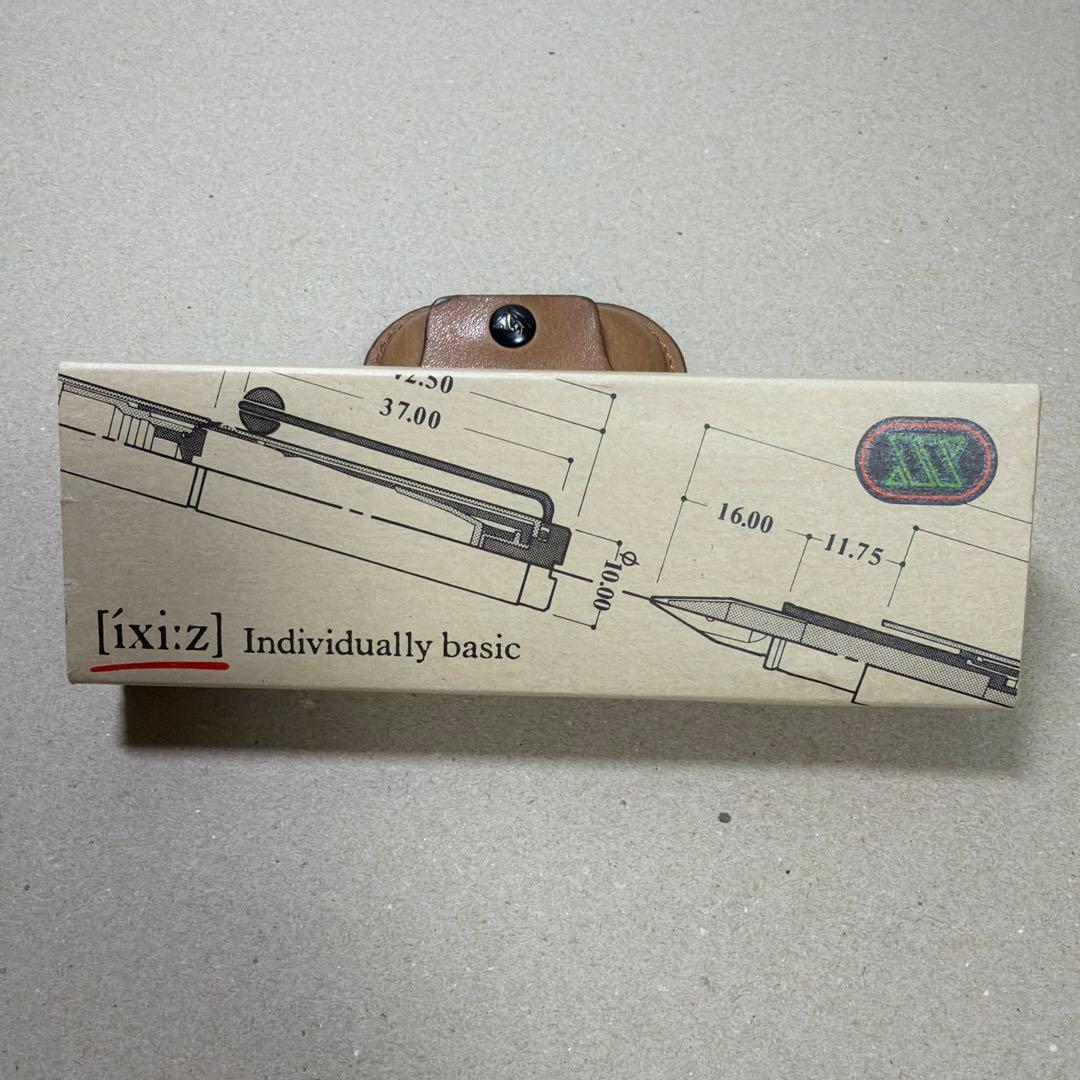 37.00
16.00
11.75
φ10.00
[íxi:z] Individually basic